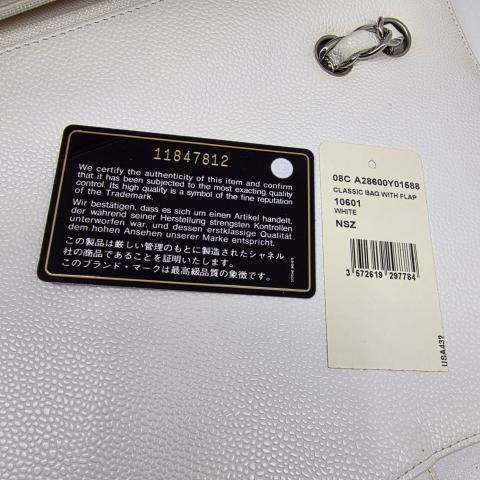 11847812
We certify the authenticity of this item and confirm
that it has been subjected to the most exacting quality
control. Its high quality is a symbol of the fine reputation
of the Trademark.
Wir bestätigen, dass es sich um einen Artikel handelt,
der während seiner Herstellung strengsten Kontrollen
unterworfen war, und dessen erstklassige Qualität
dem hohen Ansehen unserer Marke entspricht.
この製品は厳しい管理のもとに製造されたシャネル
社の商品であることを証明いたします。
このブランド・マークは最高級品質の象徴です。
08C A28600Y01588
CLASSIC BAG WITH FLAP
10601
WHITE
NSZ
3 572619 297784
USA432